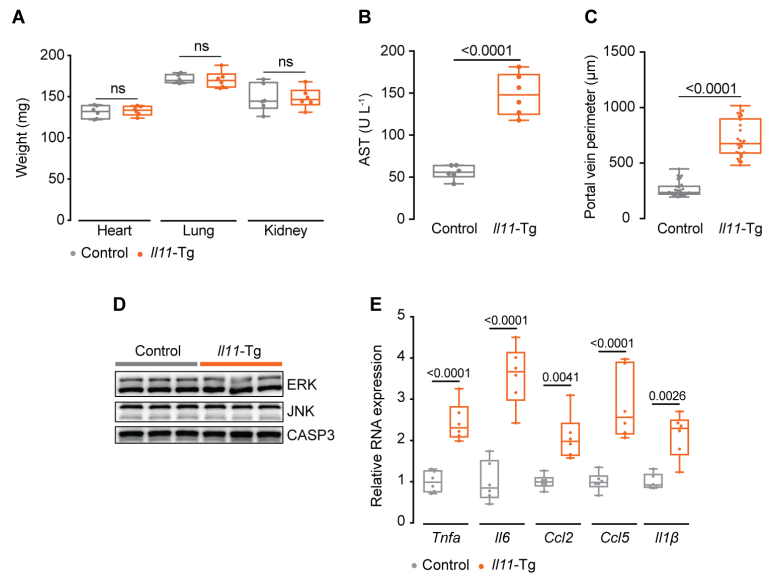 A
Weight (mg)
200
150
100
50
0
ns
ns
ns
Heart
Lung
Kidney
Control
Il11-Tg
B
AST (U L-1)
200
150
100
50
0
<0.0001
Control
Il11-Tg
C
Portal vein perimeter (µm)
1500
1000
500
0
<0.0001
Control
Il11-Tg
D
Control
Il11-Tg
ERK
JNK
CASP3
E
Relative RNA expression
5
4
3
2
1
0
<0.0001
<0.0001
0.0041
<0.0001
0.0026
Tnfa
Il6
Ccl2
Ccl5
Il1β
Control
Il11-Tg